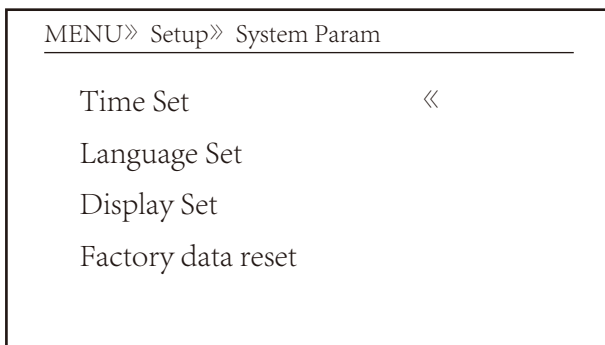 MENU》 Setup》 System Param
Time Set 《
Language Set
Display Set
Factory data reset